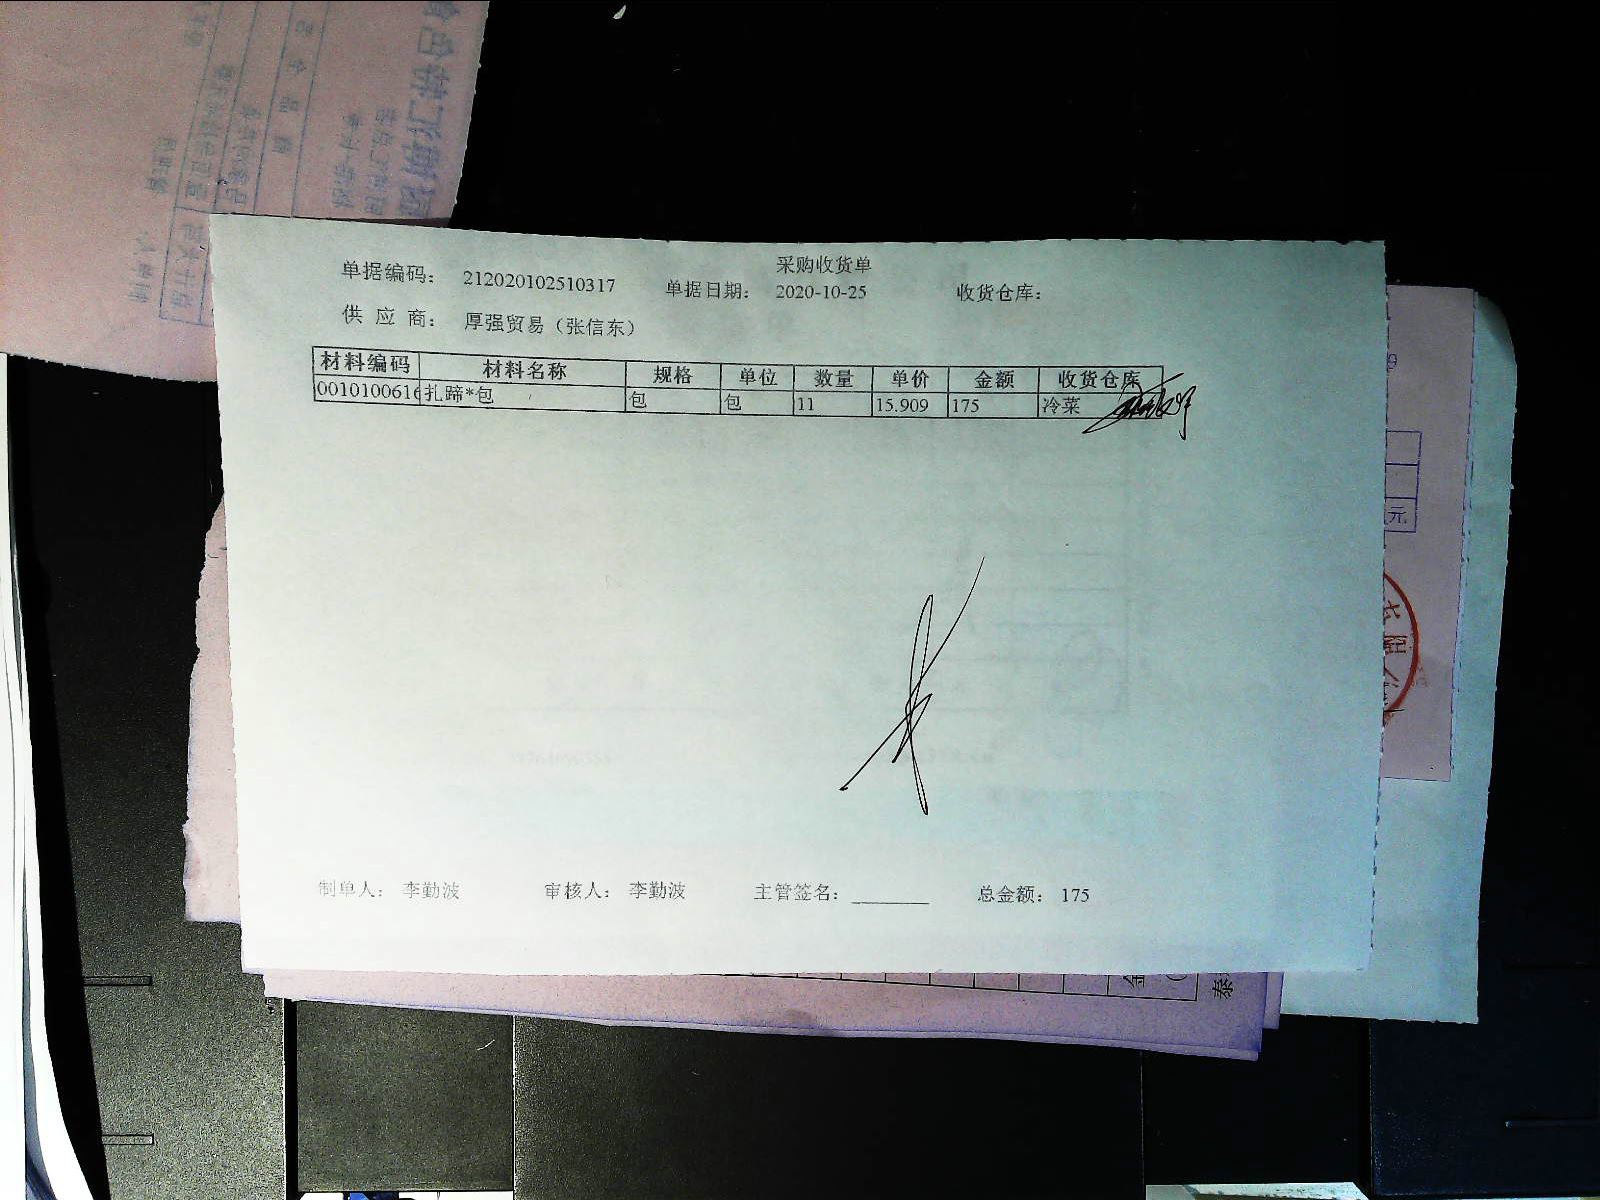 采购收货单
单据编码： 212020102510317 单据日期： 2020-10-25 收货仓库：
供 应 商： 厚强贸易（张信东）
材料编码 材料名称 规格 单位 数量 单价 金额 收货仓库
0010100616 扎蹄*包 包 包 11 15.909 175 冷菜
制单人： 李勤波 审核人： 李勤波 主管签名：________ 总金额： 175
元
泰